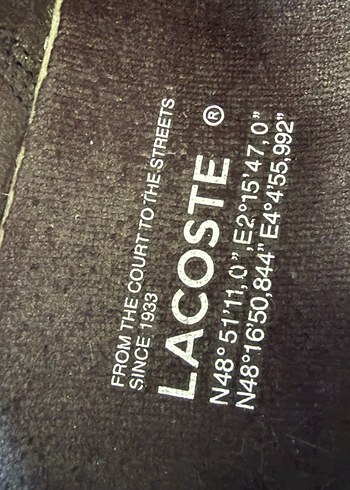 FROM THE COURT TO THE STREETS
SINCE 1933
LACOSTE ®
N48°51'11,0",E2°15'47,0"
N48°16'50,844" E4°4'55,992"